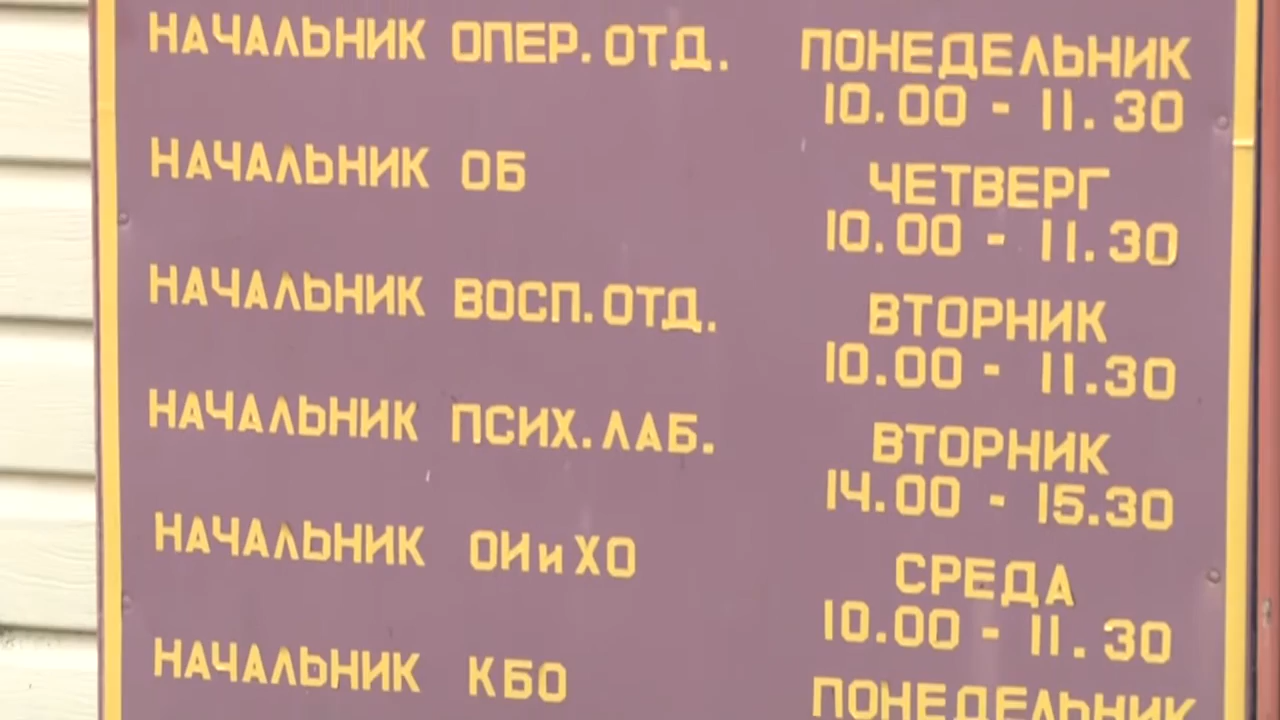 НАЧАЛЬНИК ОПЕР.ОТД. ПОНЕДЕЛЬНИК
10.00 - 11.30
НАЧАЛЬНИК ОБ ЧЕТВЕРГ
10.00 - 11.30
НАЧАЛЬНИК ВОСП.ОТД. ВТОРНИК
10.00 - 11.30
НАЧАЛЬНИК ПСИХ.ЛАБ. ВТОРНИК
14.00 - 15.30
НАЧАЛЬНИК ОИиХО СРЕДА
10.00 - 11.30
НАЧАЛЬНИК КБО ПОНЕДЕЛЬНИК